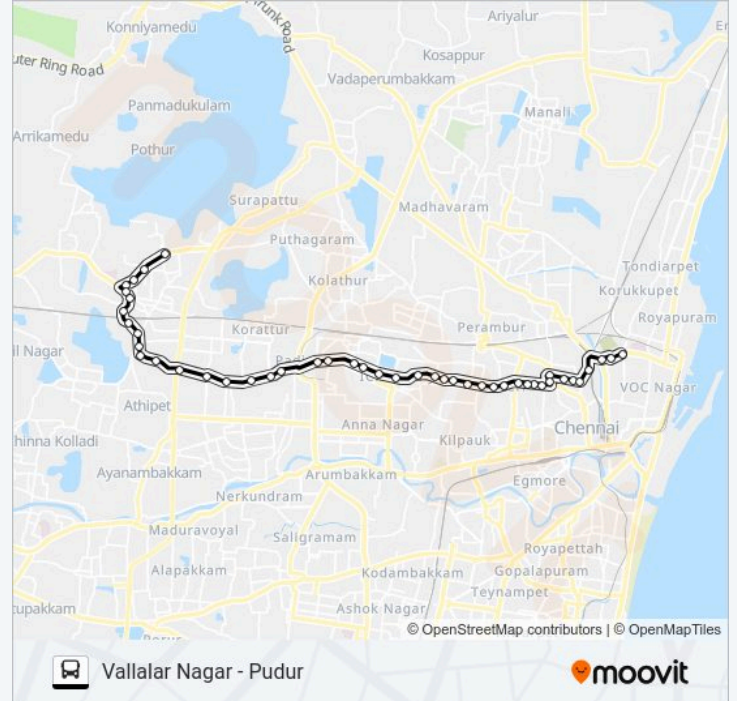 Ariyalur
Konniyamedu
Trunk Road
Kosappur
uter Ring Road
Vadaperumbakkam
Panmadukulam
Manali
Arrikamedu
Pothur
Surapattu
Madhavaram
Puthagaram
Tondiarpet
Kolathur
Korukkupet
Royapuram
Perambur
Korattur
il Nagar
VOC Nagar
Athipet
Anna Nagar
Chennai
hinna Kolladi
Kilpauk
Ayanambakkam
Arumbakkam
Egmore
Nerkundram
Maduravoyal
Saligramam
Royapettah
Alapakkam
Kodambakkam
Gopalapuram
Teynampet
tupakkam
Ashok Nagar
© OpenStreetMap contributors | © OpenMapTiles
Vallalar Nagar - Pudur
moovit